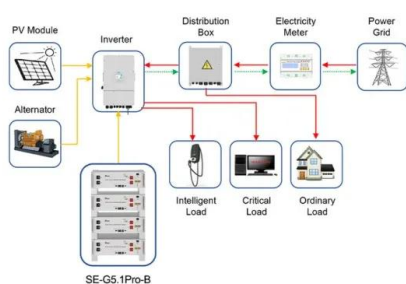 PV Module
Inverter
Distribution
Box
Electricity
Meter
Power
Grid
Alternator
Intelligent
Load
Critical
Load
Ordinary
Load
SE-G5.1Pro-B